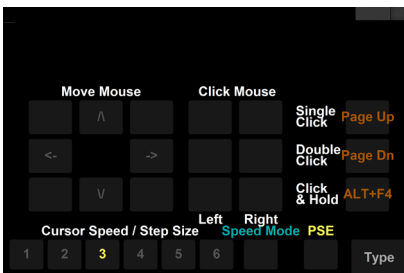 Move Mouse Click Mouse
/\ Single Click Page Up
<- -> Double Click Page Dn
\/ Click & Hold ALT+F4
Left Right
Cursor Speed / Step Size Speed Mode PSE
1 2 3 4 5 6 Type